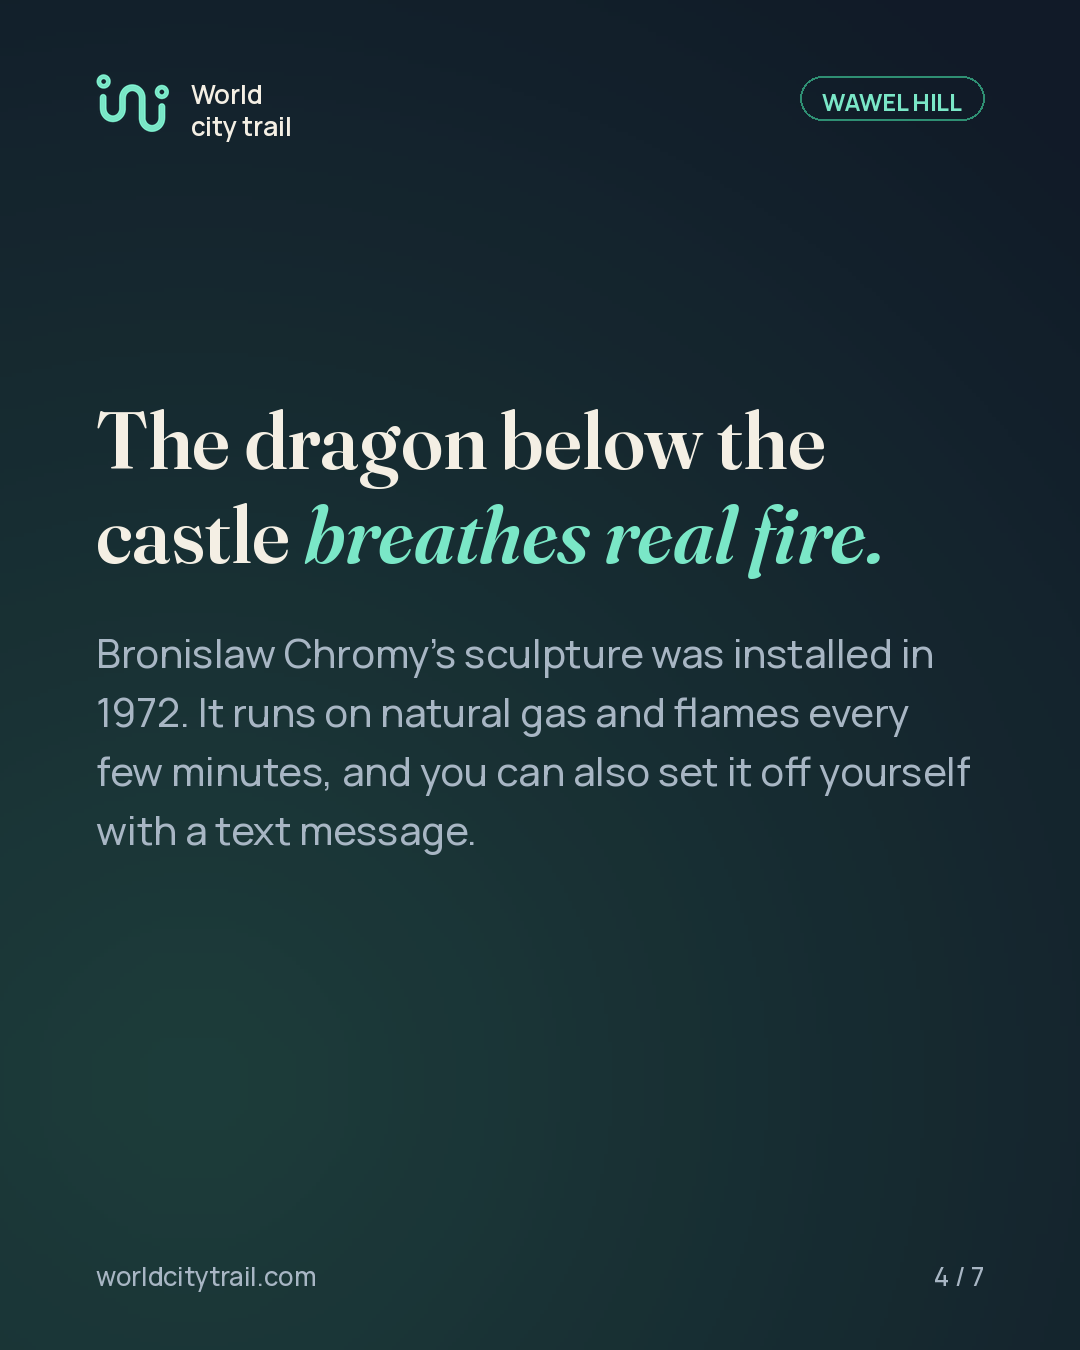 World
city trail
WAWEL HILL
The dragon below the
castle breathes real fire.
Bronislaw Chromy’s sculpture was installed in
1972. It runs on natural gas and flames every
few minutes, and you can also set it off yourself
with a text message.
worldcitytrail.com
4 / 7